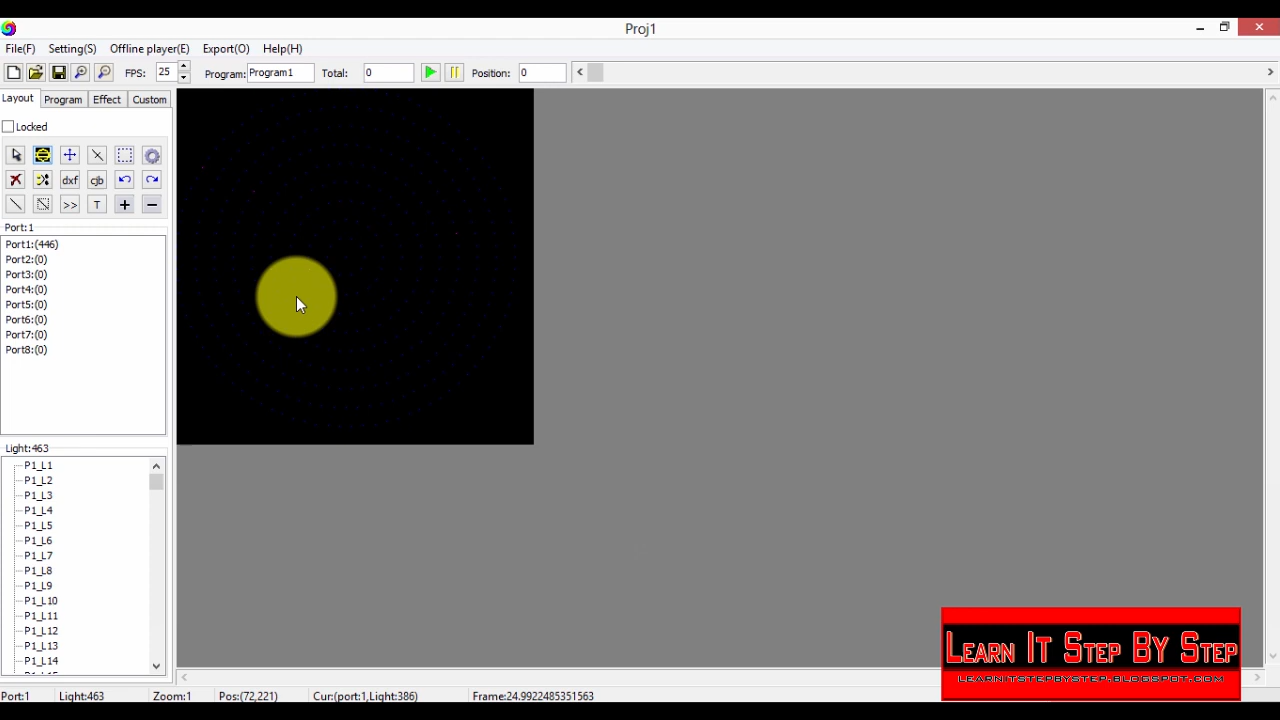 Proj1
File(F) Setting(S) Offline player(E) Export(O) Help(H)
FPS: 25 Program: Program1 Total: 0 Position: 0
Layout Program Effect Custom
Locked
dxf cjb
>> T
Port:1
Port1:(446)
Port2:(0)
Port3:(0)
Port4:(0)
Port5:(0)
Port6:(0)
Port7:(0)
Port8:(0)
Light:463
P1_L1
P1_L2
P1_L3
P1_L4
P1_L5
P1_L6
P1_L7
P1_L8
P1_L9
P1_L10
P1_L11
P1_L12
P1_L13
P1_L14
Learn It Step By Step
learnitstepbystep.blogspot.com
Port:1 Light:463 Zoom:1 Pos(72,221) Cur:(port:1,Light:386) Frame:24.9922485351563